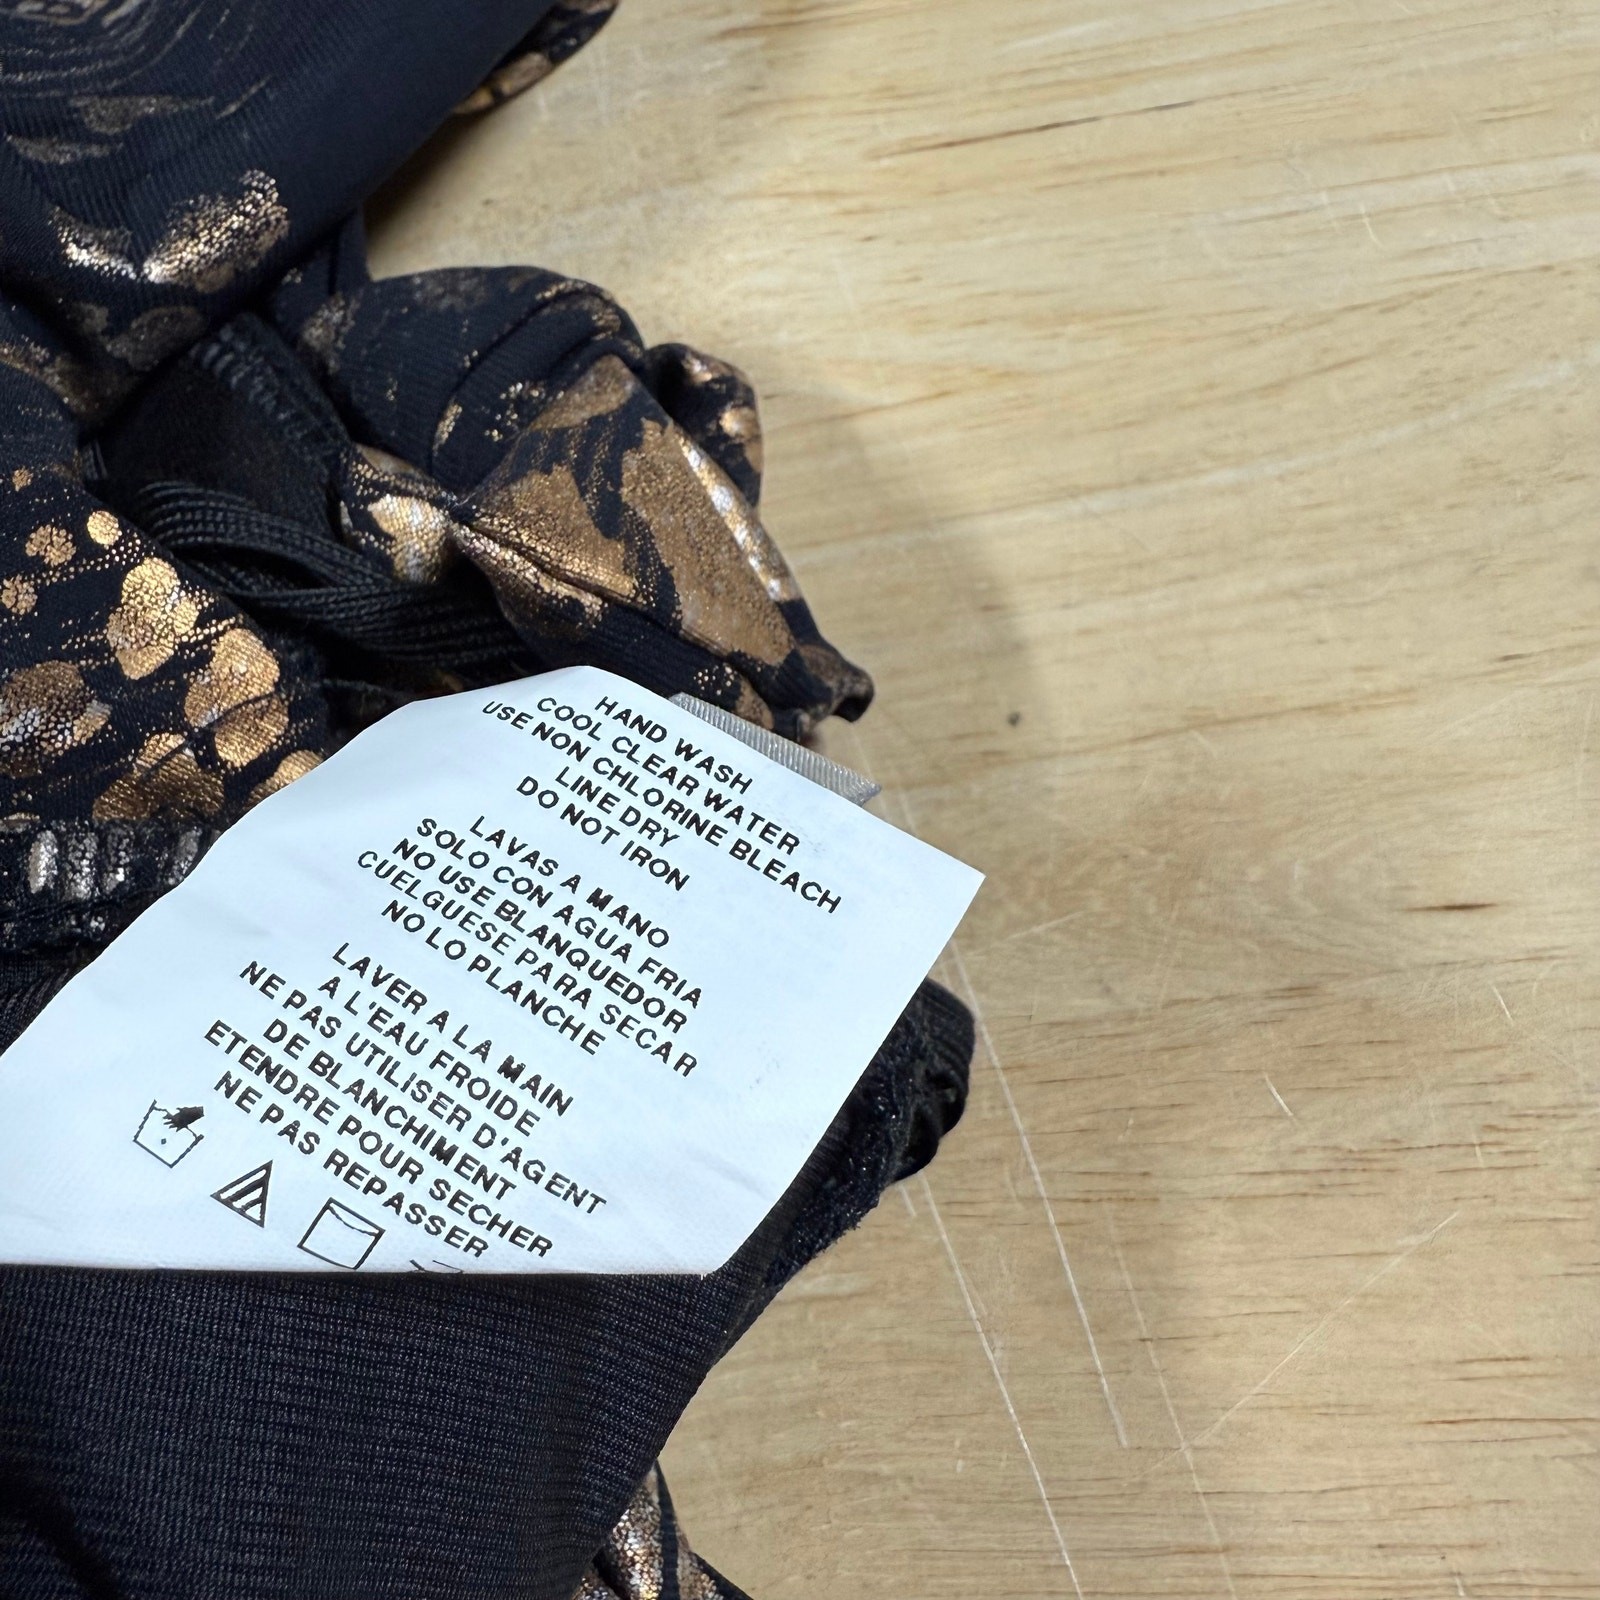 HAND WASH
COOL CLEAR WATER
USE NON CHLORINE BLEACH
LINE DRY
DO NOT IRON
LAVAS A MANO
SOLO CON AGUA FRIA
NO USE BLANQUEDOR
CUELGUESE PARA SECAR
NO LO PLANCHE
LAVER A LA MAIN
A L'EAU FROIDE
NE PAS UTILISER D'AGENT
DE BLANCHIMENT
ETENDRE POUR SECHER
NE PAS REPASSER